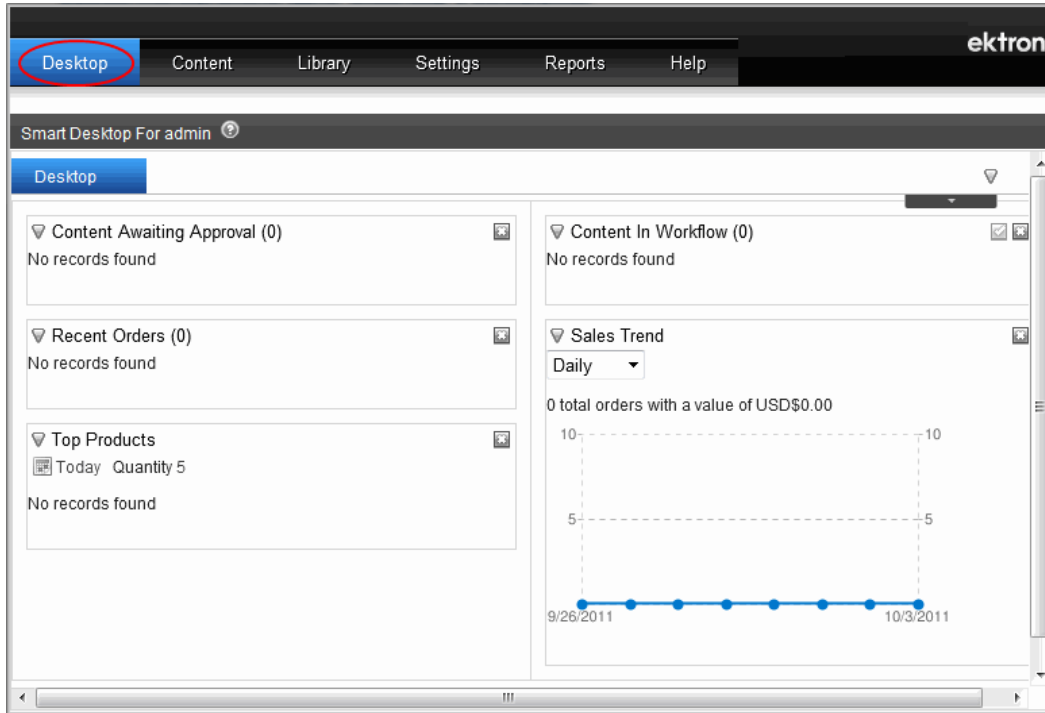 ektron
Desktop Content Library Settings Reports Help
Smart Desktop For admin ?
Desktop
Content Awaiting Approval (0)
No records found
Recent Orders (0)
No records found
Top Products
Today Quantity 5
No records found
Content In Workflow (0)
No records found
Sales Trend
Daily
0 total orders with a value of USD$0.00
10 10
5 5
9/26/2011 10/3/2011